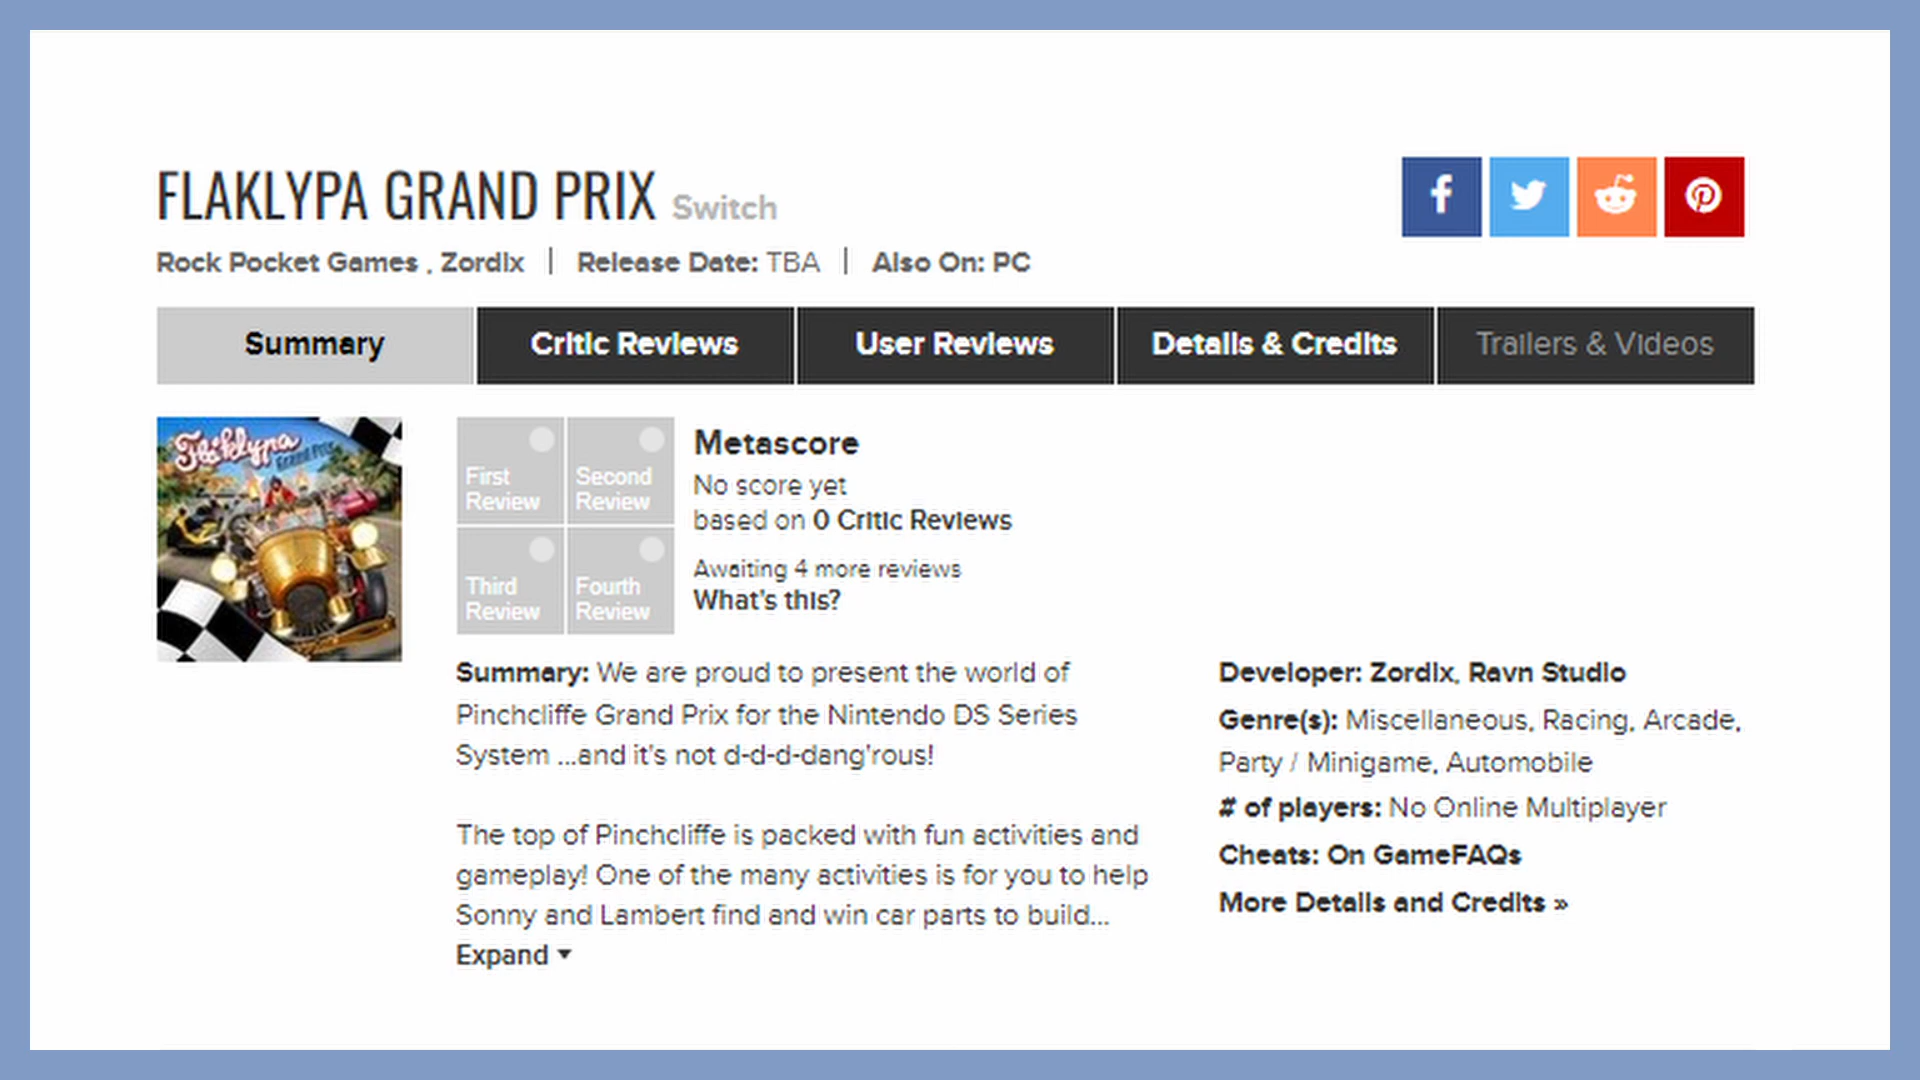 FLAKLYPA GRAND PRIX Switch
Rock Pocket Games , Zordix | Release Date: TBA | Also On: PC
Summary
Critic Reviews
User Reviews
Details & Credits
Trailers & Videos
Flåklypa
Grand Prix
First
Review
Second
Review
Third
Review
Fourth
Review
Metascore
No score yet
based on 0 Critic Reviews
Awaiting 4 more reviews
What's this?
Summary: We are proud to present the world of
Pinchcliffe Grand Prix for the Nintendo DS Series
System ...and it's not d-d-d-dang'rous!
The top of Pinchcliffe is packed with fun activities and
gameplay! One of the many activities is for you to help
Sonny and Lambert find and win car parts to build...
Expand
Developer: Zordix, Ravn Studio
Genre(s): Miscellaneous, Racing, Arcade,
Party / Minigame, Automobile
# of players: No Online Multiplayer
Cheats: On GameFAQs
More Details and Credits »